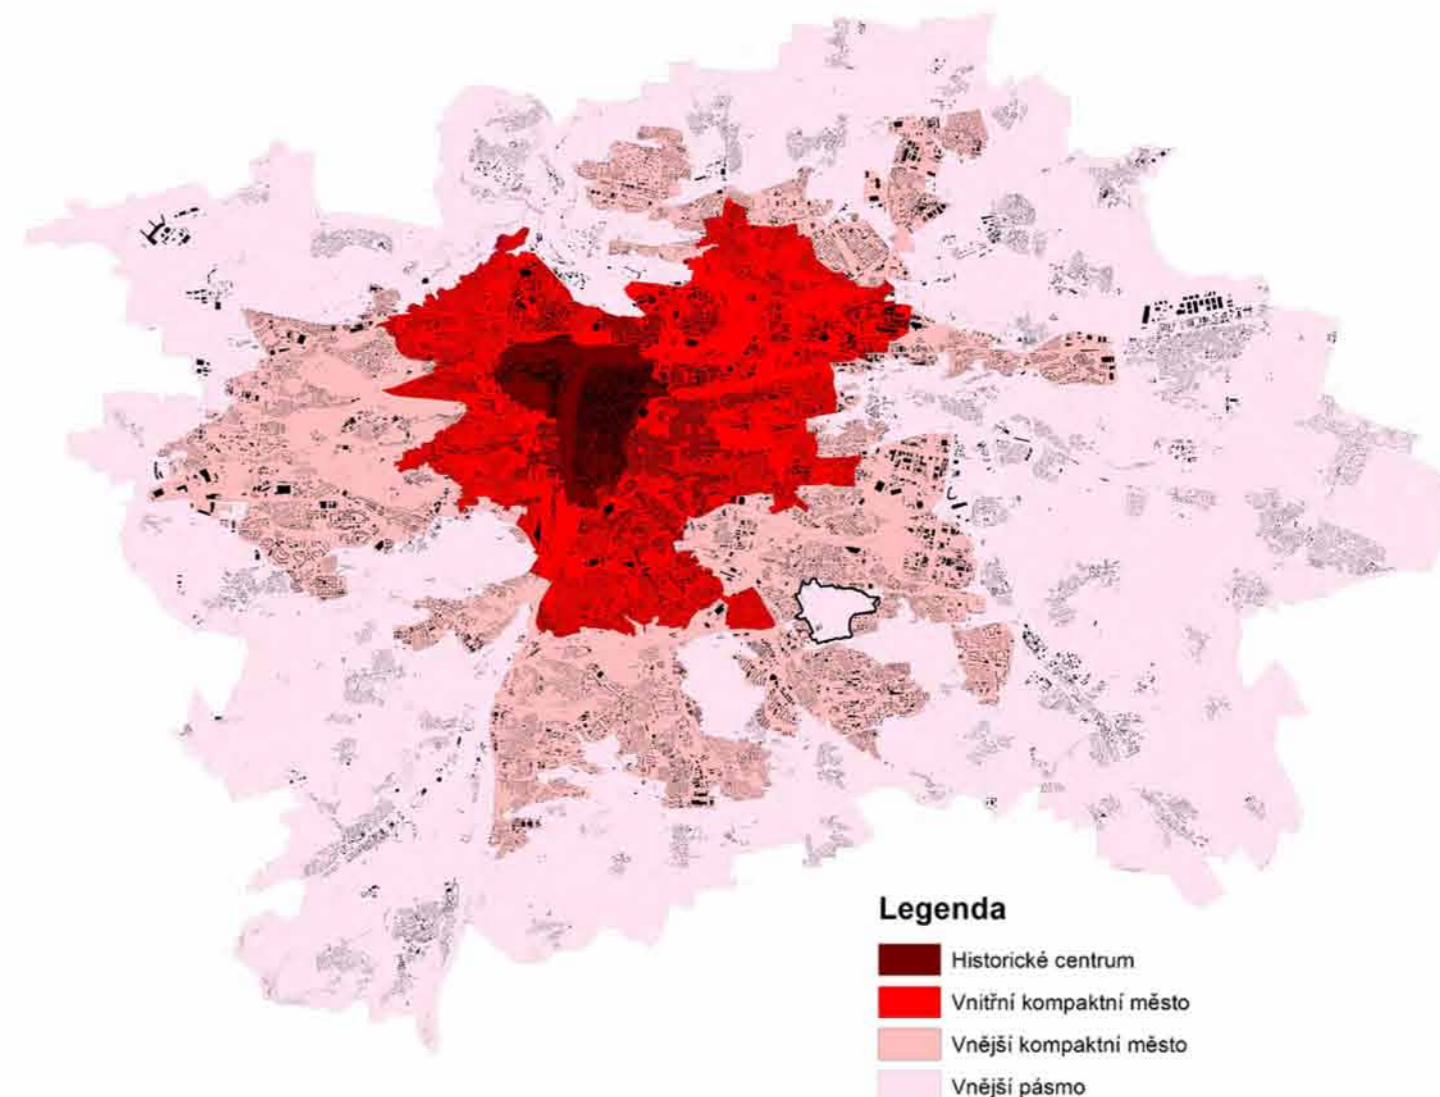 Legenda
Historické centrum
Vnitřní kompaktní město
Vnější kompaktní město
Vnější pásmo